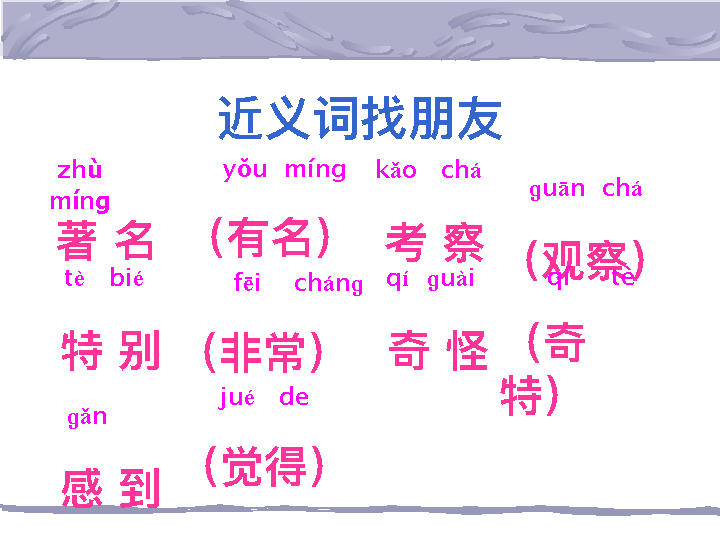 近义词找朋友
zhù míng yǒu míng kǎo chá guān chá
著 名 (有名) 考 察 (观察)
tè bié fēi cháng qí guài qí tè
特 别 (非常) 奇 怪 (奇特)
gǎn jué de
感 到 (觉得)